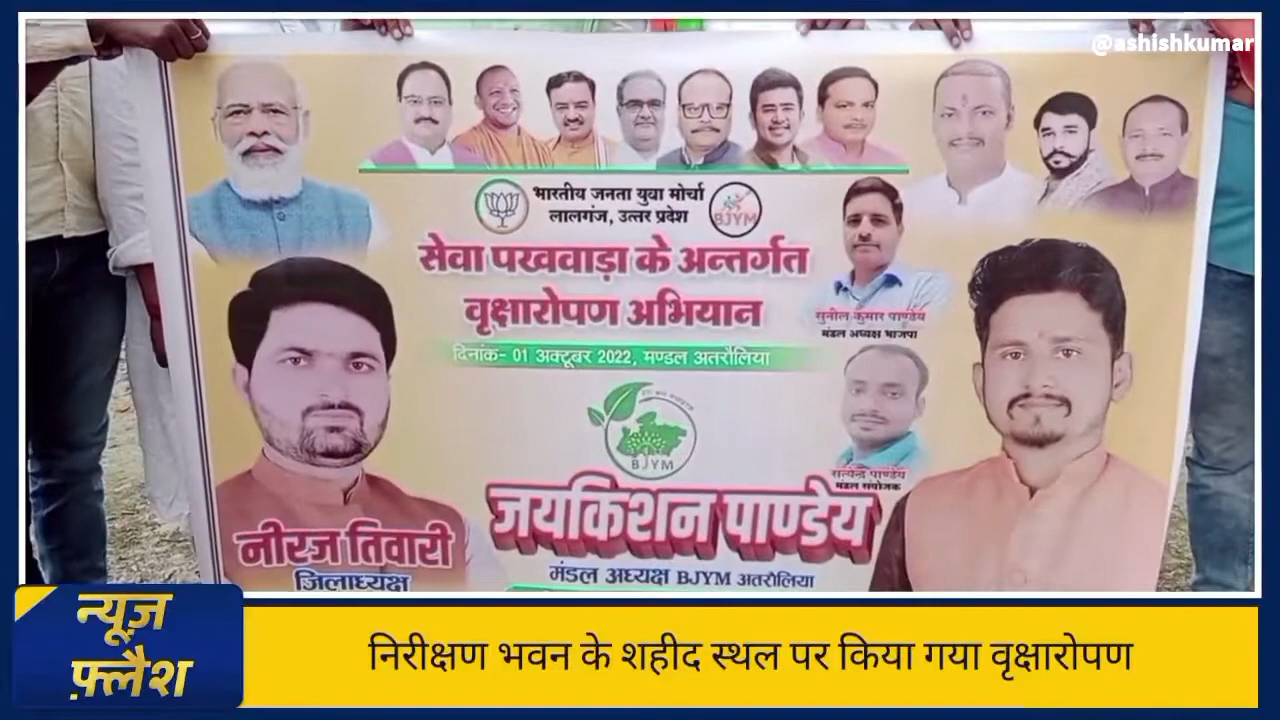 @ashishkumar
भारतीय जनता युवा मोर्चा
लालगंज, उत्तर प्रदेश
BJYM
सेवा पखवाड़ा के अन्तर्गत
वृक्षारोपण अभियान
दिनांक- 01 अक्टूबर 2022, मण्डल अतरौलिया
सुनील कुमार पाण्डेय
मंडल अध्यक्ष भाजपा
BJYM
सत्येन्द्र पाण्डेय
मंडल संयोजक
जयकिशन पाण्डेय
मंडल अध्यक्ष BJYM अतरौलिया
नीरज तिवारी
जिलाध्यक्ष
न्यूज़
फ़्लैश
निरीक्षण भवन के शहीद स्थल पर किया गया वृक्षारोपण